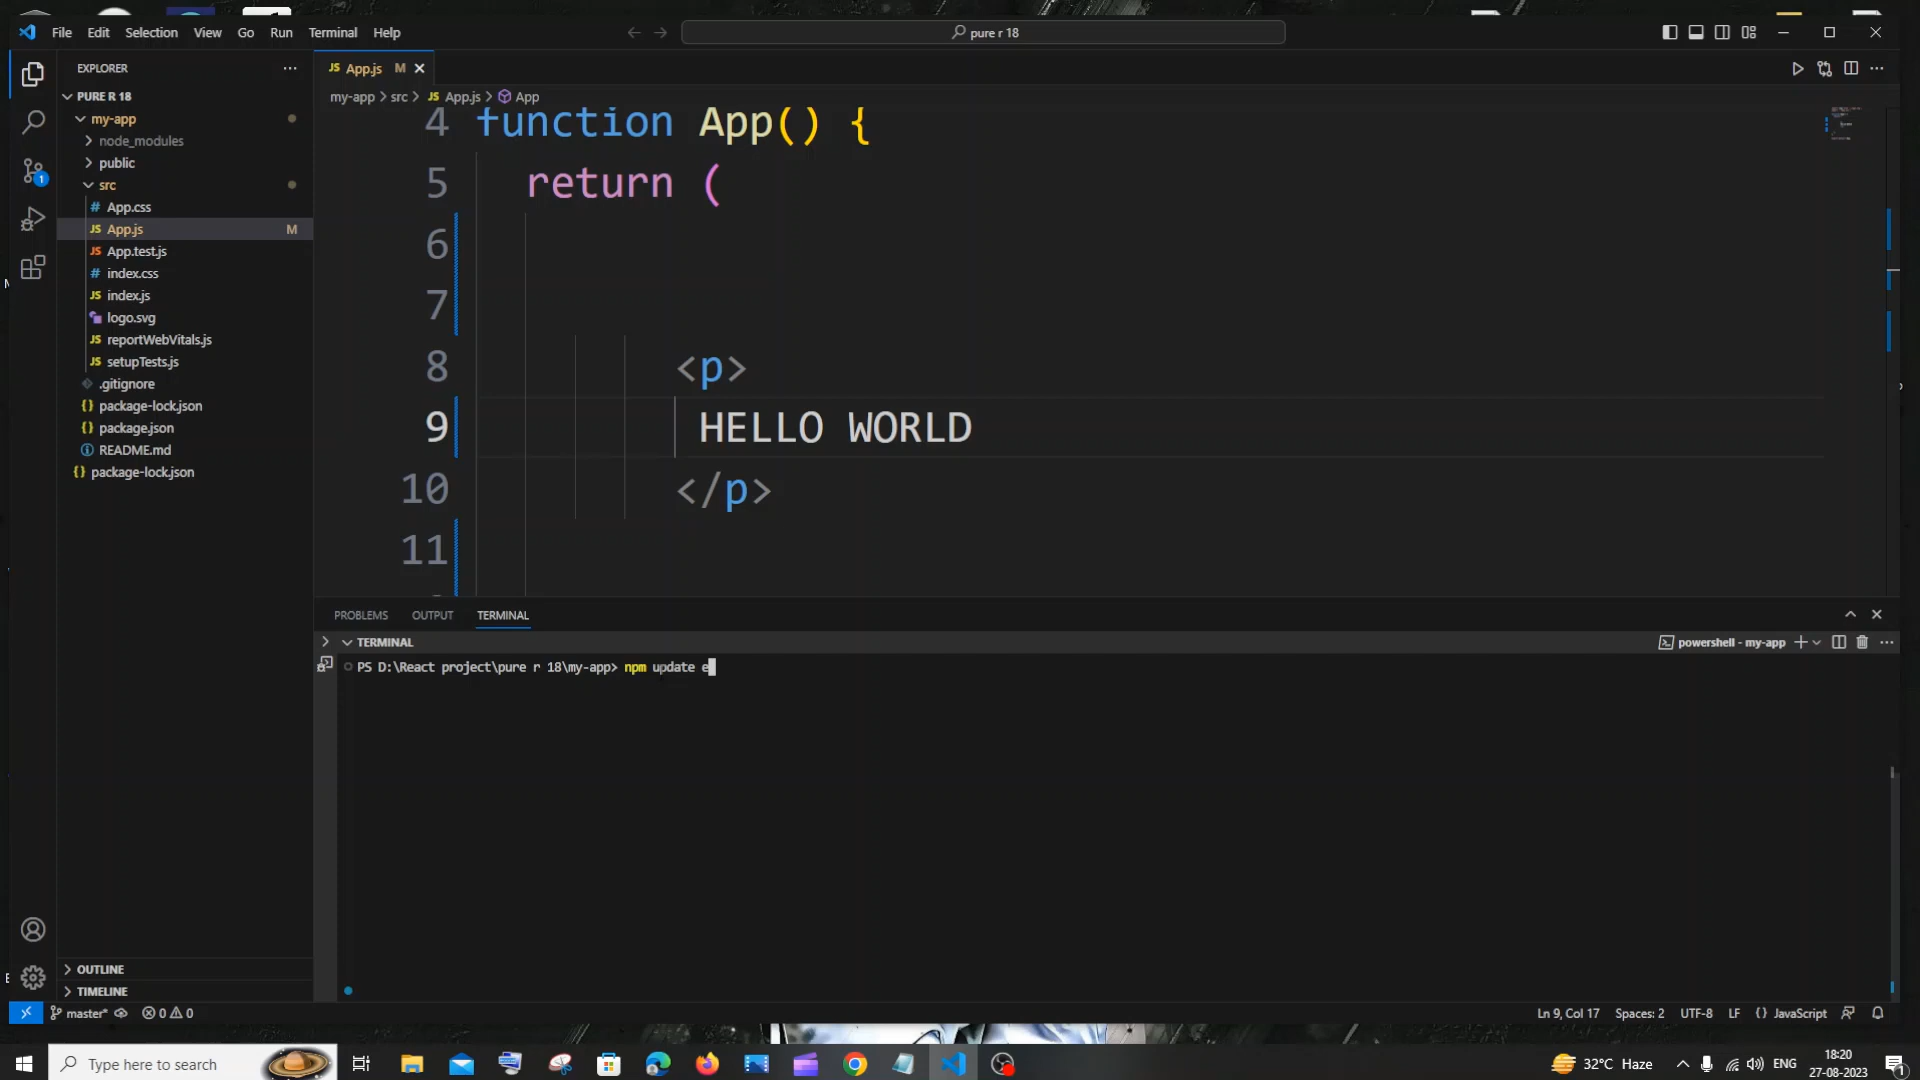 File Edit Selection View Go Run Terminal Help
pure r 18
EXPLORER
PURE R 18
my-app
node_modules
public
src
# App.css
JS App.js M
JS App.test.js
# index.css
JS index.js
logo.svg
JS reportWebVitals.js
JS setupTests.js
.gitignore
{} package-lock.json
{} package.json
README.md
{} package-lock.json
OUTLINE
TIMELINE
1
JS App.js M
my-app > src > JS App.js > App
4 function App() {
5 return (
6
7
8 <p>
9 HELLO WORLD
10 </p>
11
PROBLEMS OUTPUT TERMINAL
TERMINAL
powershell - my-app
PS D:\React project\pure r 18\my-app> npm update e
master* 0 0
Ln 9, Col 17 Spaces: 2 UTF-8 LF {} JavaScript
Type here to search
32°C Haze
ENG
18:20
27-08-2023
1